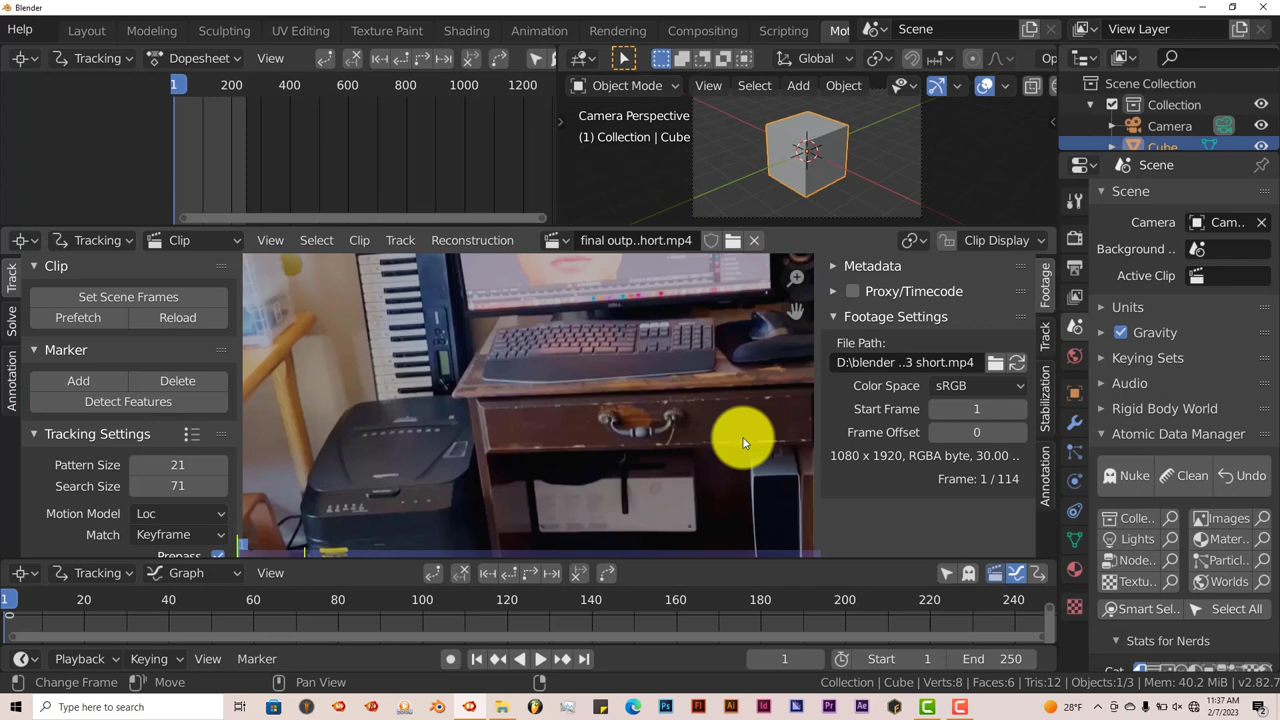 Blender
Help Layout Modeling Sculpting UV Editing Texture Paint Shading Animation Rendering Compositing Scripting Mot Scene View Layer
Tracking Dopesheet View Global Op
1 200 400 600 800 1000 1200
Object Mode View Select Add Object
Camera Perspective
(1) Collection | Cube
Scene Collection
Collection
Camera
Cube
Scene
Scene
Camera Cam..
Background ..
Active Clip
Units
Gravity
Keying Sets
Audio
Rigid Body World
Atomic Data Manager
Nuke Clean Undo
Colle.. Images
Lights Mater..
Node.. Particl..
Textu.. Worlds
Smart Sel.. Select All
Stats for Nerds
Tracking Clip View Select Clip Track Reconstruction final outp..hort.mp4 Clip Display
Track
Solve
Annotation
Clip
Set Scene Frames
Prefetch Reload
Marker
Add Delete
Detect Features
Tracking Settings
Pattern Size 21
Search Size 71
Motion Model Loc
Match Keyframe
Prepass
1
Metadata
Proxy/Timecode
Footage Settings
File Path:
D:\blender ..3 short.mp4
Color Space sRGB
Start Frame 1
Frame Offset 0
1080 x 1920, RGBA byte, 30.00 ..
Frame: 1 / 114
Footage
Track
Stabilization
Annotation
Tracking Graph View
1 20 40 60 80 100 120 140 160 180 200 220 240
0
Playback Keying View Marker 1 Start 1 End 250
Change Frame Move Pan View Collection | Cube | Verts:8 | Faces:6 | Tris:12 | Objects:1/3 | Mem: 40.2 MiB | v2.82.7
Type here to search 28°F 11:37 AM
2/7/2023